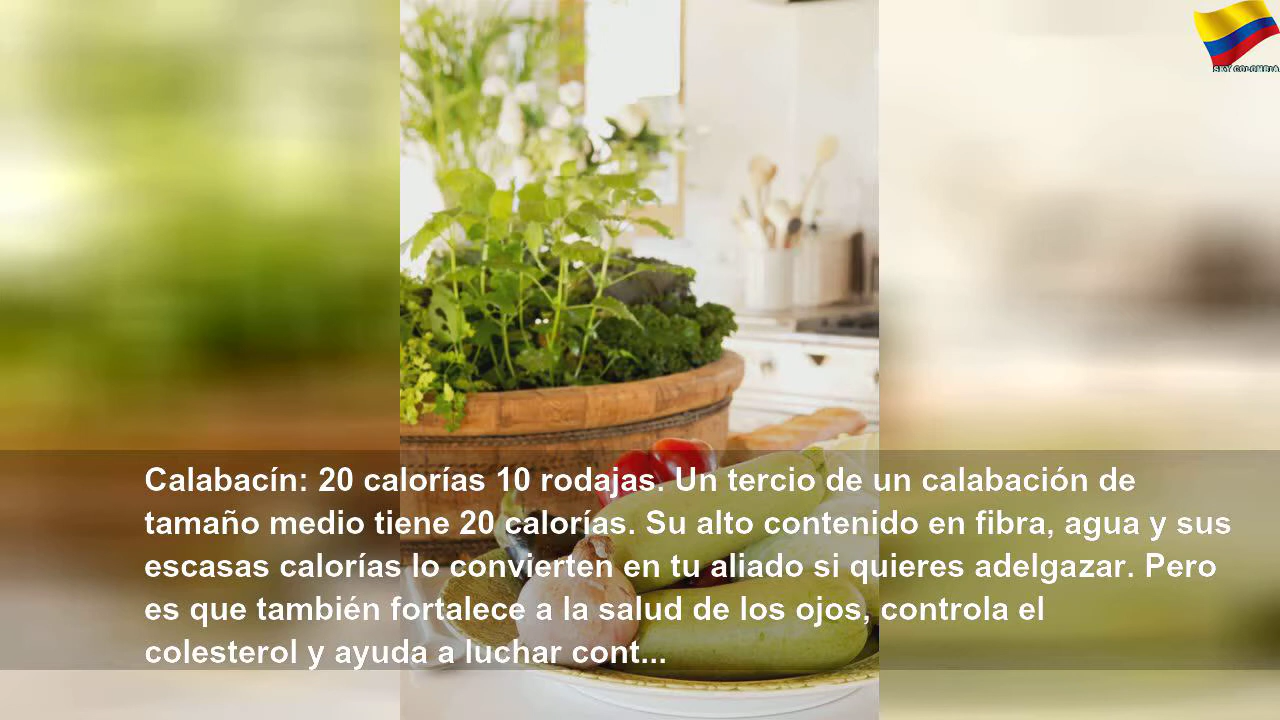 SKY COLOMBIA
Calabacín: 20 calorías 10 rodajas. Un tercio de un calabación de
tamaño medio tiene 20 calorías. Su alto contenido en fibra, agua y sus
escasas calorías lo convierten en tu aliado si quieres adelgazar. Pero
es que también fortalece a la salud de los ojos, controla el
colesterol y ayuda a luchar cont...